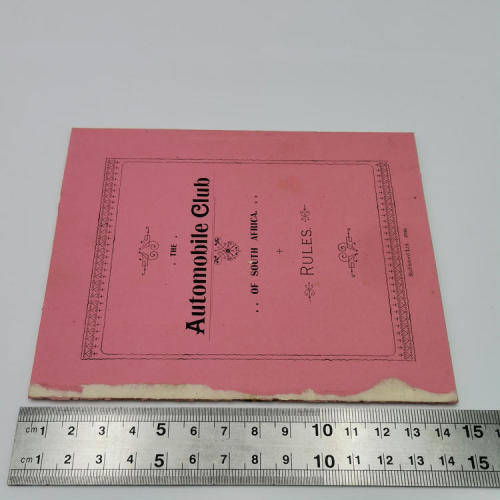 . THE .
Automobile Club
. . OF SOUTH AFRICA. . .
RULES.
cm 1 2 3 4 5 6 7 8 9 10 11 12 13 14 15
cm 1 2 3 4 5 6 7 8 9 10 11 12 13 14 15